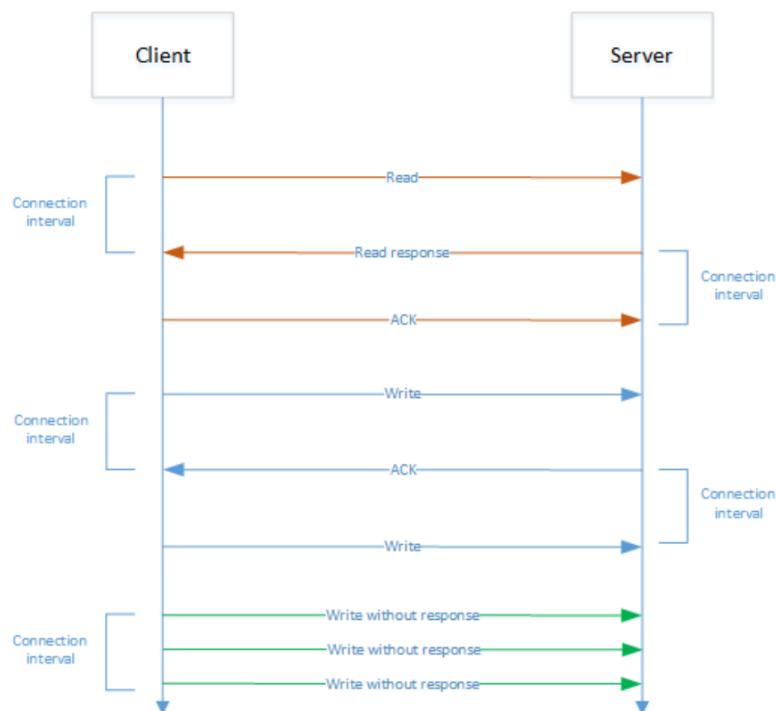 Client
Server
Read
Connection
interval
Read response
Connection
interval
ACK
Write
Connection
interval
ACK
Connection
interval
Write
Write without response
Connection
interval
Write without response
Write without response